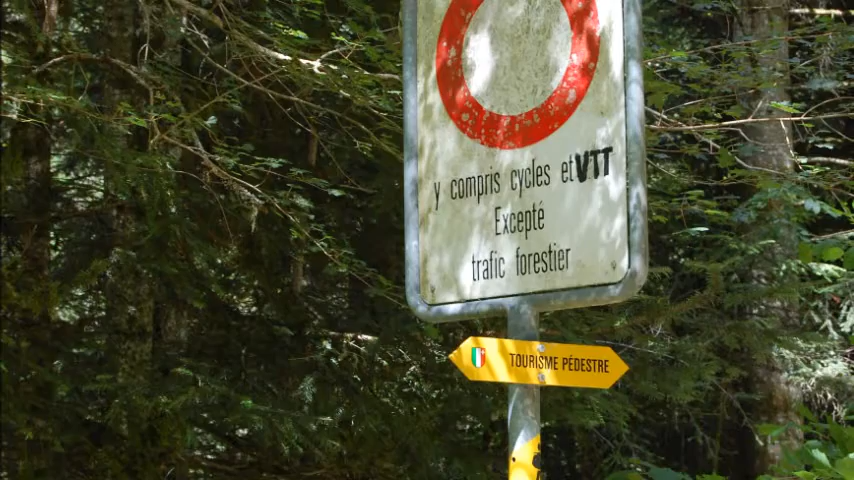 y compris cycles et VTT
Excepté
trafic forestier
TOURISME PÉDESTRE